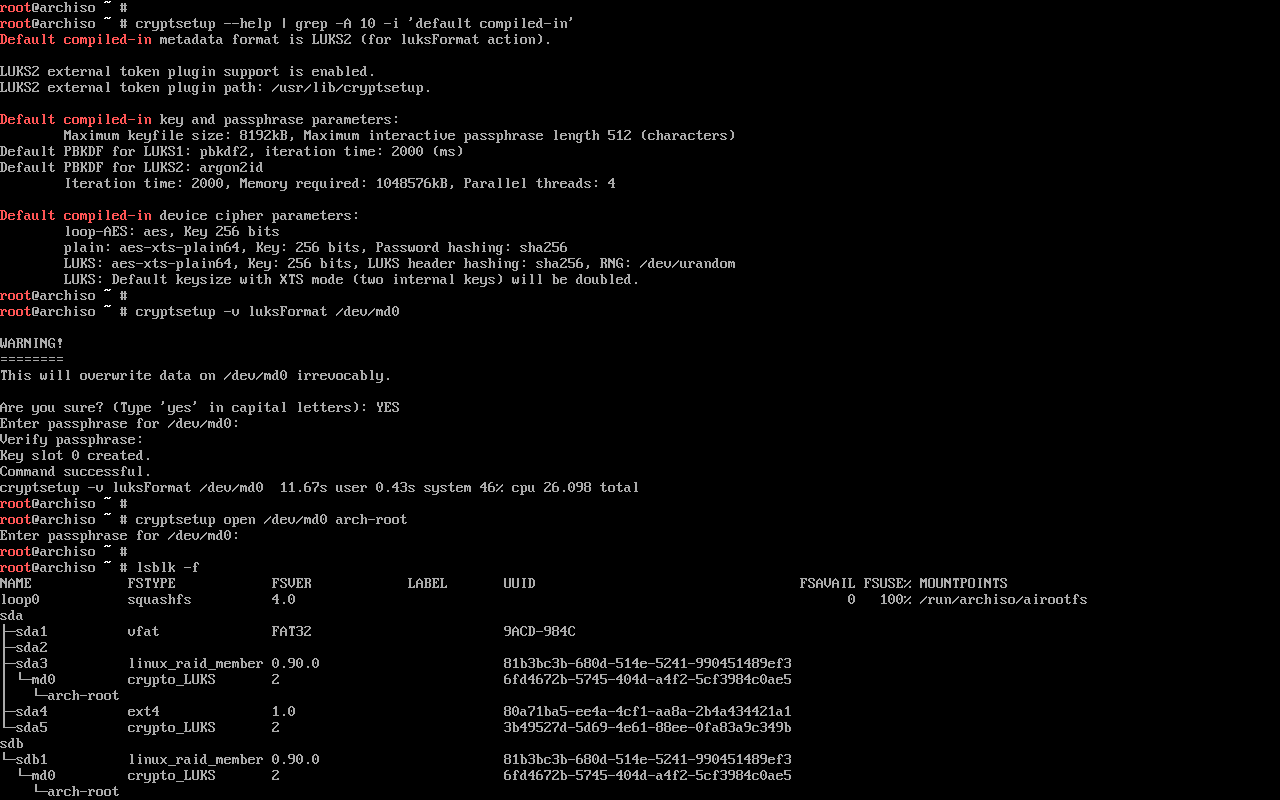 root@archiso ~ #
root@archiso ~ # cryptsetup --help | grep -A 10 -i 'default compiled-in'
Default compiled-in metadata format is LUKS2 (for luksFormat action).

LUKS2 external token plugin support is enabled.
LUKS2 external token plugin path: /usr/lib/cryptsetup.

Default compiled-in key and passphrase parameters:
        Maximum keyfile size: 8192kB, Maximum interactive passphrase length 512 (characters)
Default PBKDF for LUKS1: pbkdf2, iteration time: 2000 (ms)
Default PBKDF for LUKS2: argon2id
        Iteration time: 2000, Memory required: 1048576kB, Parallel threads: 4

Default compiled-in device cipher parameters:
        loop-AES: aes, Key 256 bits
        plain: aes-xts-plain64, Key: 256 bits, Password hashing: sha256
        LUKS: aes-xts-plain64, Key: 256 bits, LUKS header hashing: sha256, RNG: /dev/urandom
        LUKS: Default keysize with XTS mode (two internal keys) will be doubled.
root@archiso ~ #
root@archiso ~ # cryptsetup -v luksFormat /dev/md0

WARNING!
========
This will overwrite data on /dev/md0 irrevocably.

Are you sure? (Type 'yes' in capital letters): YES
Enter passphrase for /dev/md0:
Verify passphrase:
Key slot 0 created.
Command successful.
cryptsetup -v luksFormat /dev/md0  11.67s user 0.43s system 46% cpu 26.098 total
root@archiso ~ #
root@archiso ~ # cryptsetup open /dev/md0 arch-root
Enter passphrase for /dev/md0:
root@archiso ~ #
root@archiso ~ # lsblk -f
NAME            FSTYPE            FSVER            LABEL       UUID                                 FSAVAIL FSUSE% MOUNTPOINTS
loop0           squashfs          4.0                                                                     0   100% /run/archiso/airootfs
sda
├─sda1          vfat              FAT32                        9ACD-984C
├─sda2
├─sda3          linux_raid_member 0.90.0                       81b3bc3b-680d-514e-5241-990451489ef3
│ └─md0         crypto_LUKS       2                            6fd4672b-5745-404d-a4f2-5cf3984c0ae5
│   └─arch-root
├─sda4          ext4              1.0                          80a71ba5-ee4a-4cf1-aa8a-2b4a434421a1
└─sda5          crypto_LUKS       2                            3b49527d-5d69-4e61-88ee-0fa83a9c349b
sdb
└─sdb1          linux_raid_member 0.90.0                       81b3bc3b-680d-514e-5241-990451489ef3
  └─md0         crypto_LUKS       2                            6fd4672b-5745-404d-a4f2-5cf3984c0ae5
    └─arch-root